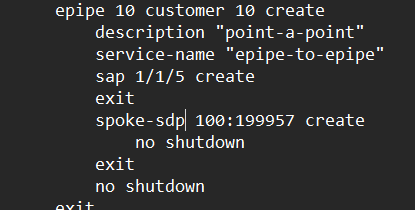 epipe 10 customer 10 create
description "point-a-point"
service-name "epipe-to-epipe"
sap 1/1/5 create
exit
spoke-sdp 100:199957 create
no shutdown
exit
no shutdown
exit